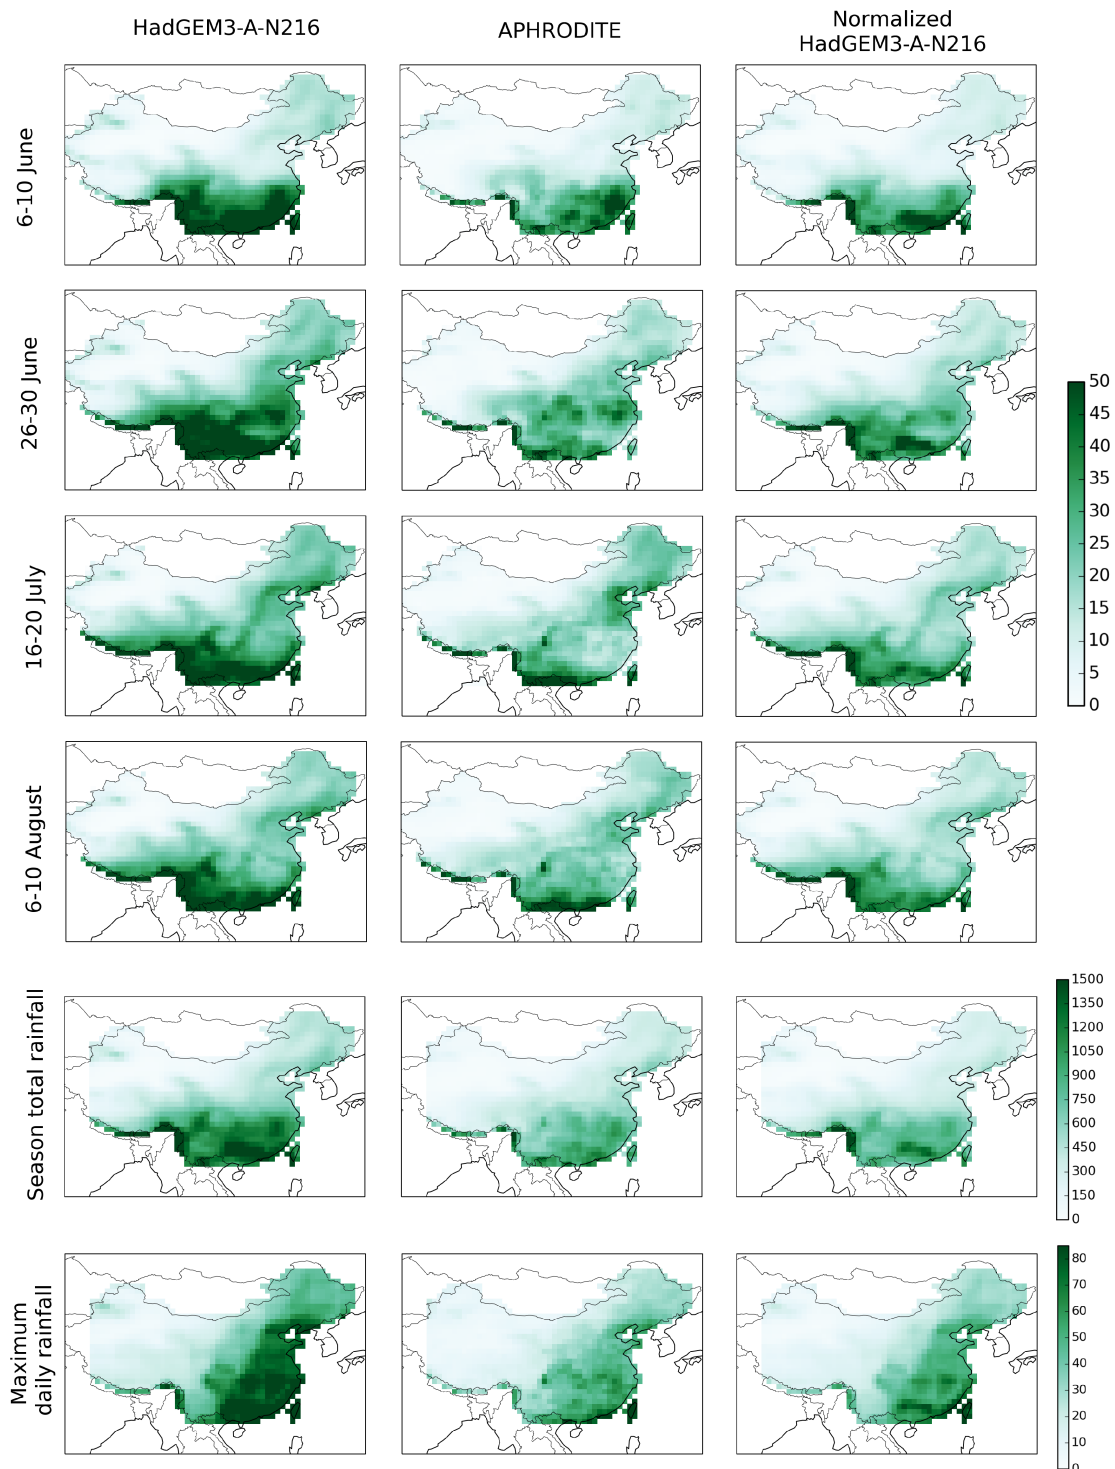 HadGEM3-A-N216
APHRODITE
Normalized
HadGEM3-A-N216
6-10 June
26-30 June
16-20 July
6-10 August
Season total rainfall
Maximum
daily rainfall
50
45
40
35
30
25
20
15
10
5
0
1500
1350
1200
1050
900
750
600
450
300
150
0
80
70
60
50
40
30
20
10
0